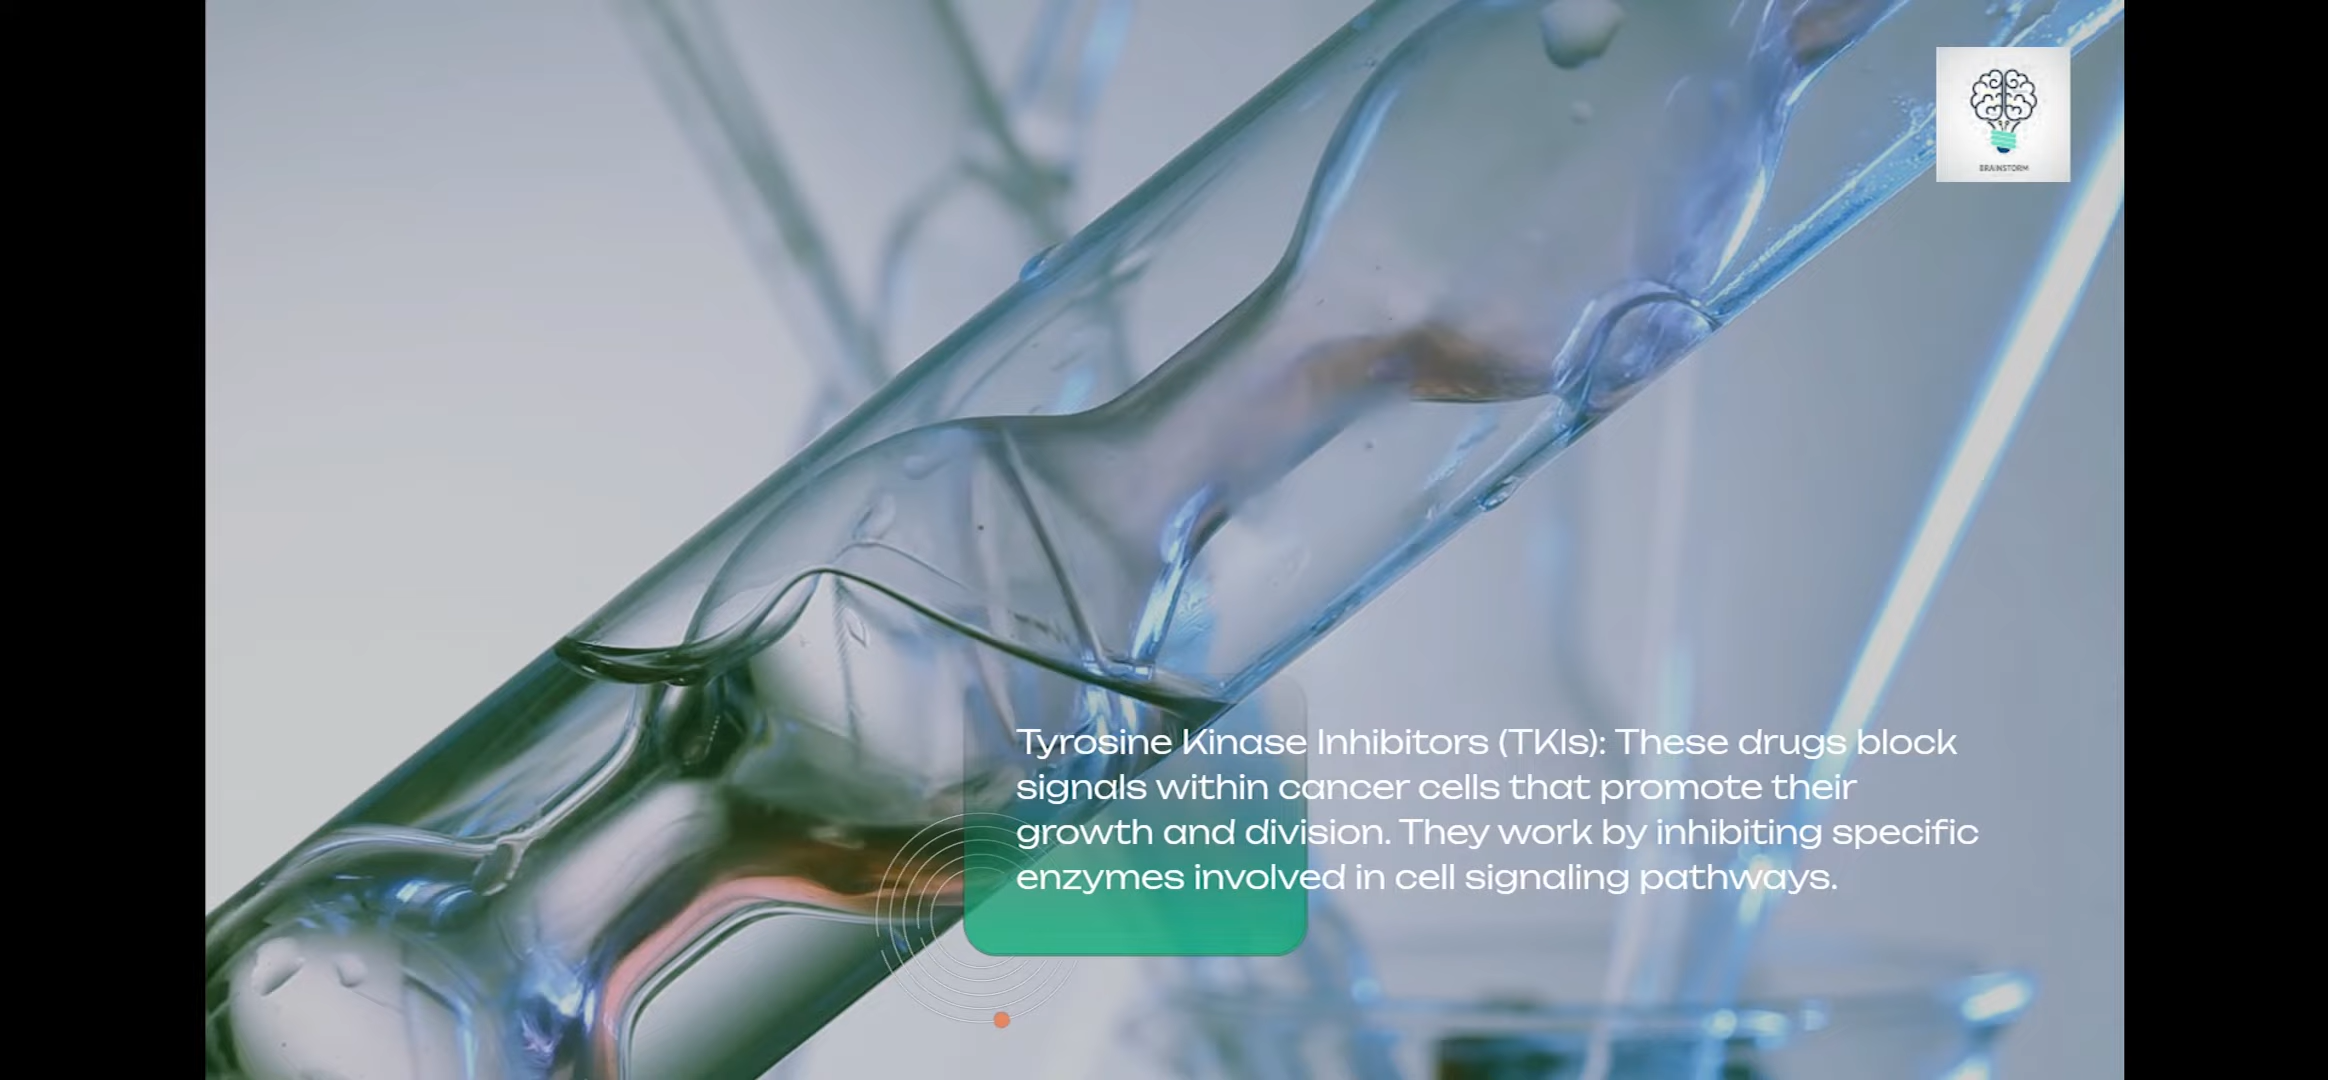 BRAINSTORM
Tyrosine Kinase Inhibitors (TKIs): These drugs block
signals within cancer cells that promote their
growth and division. They work by inhibiting specific
enzymes involved in cell signaling pathways.